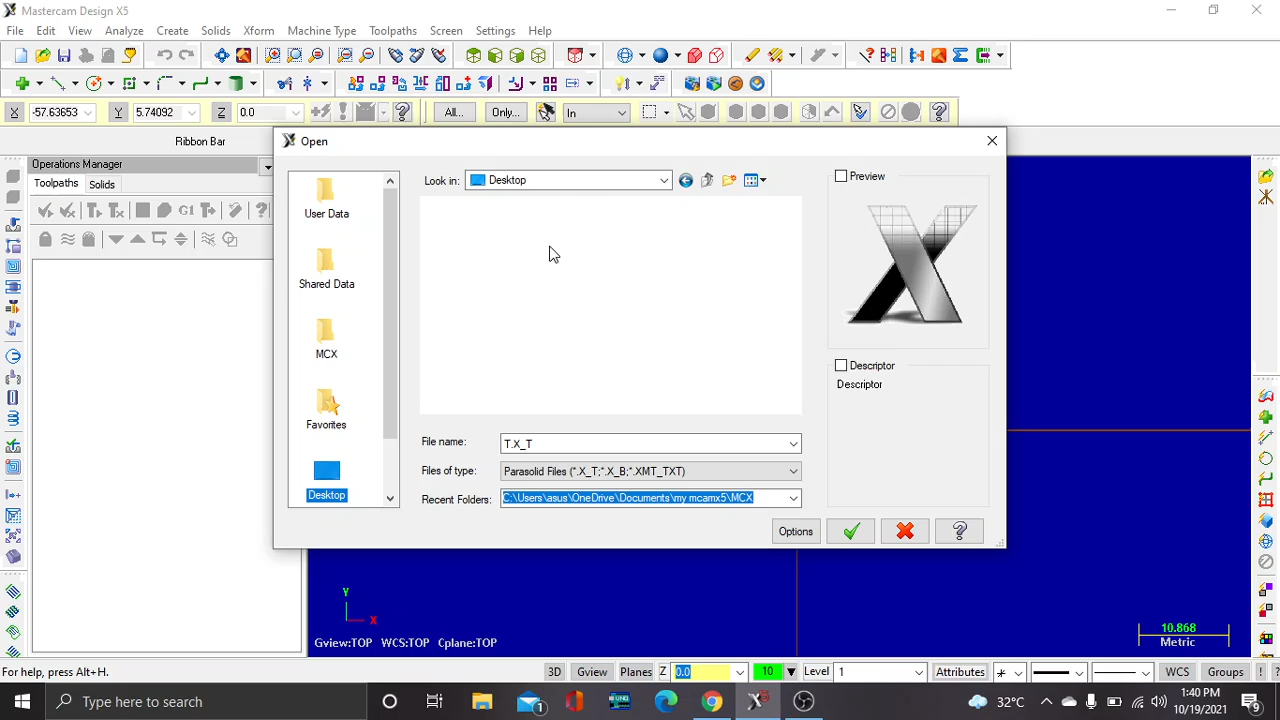 Mastercam Design X5
File Edit View Analyze Create Solids Xform Machine Type Toolpaths Screen Settings Help
X -57.63653 Y 5.74092 Z 0.0 All... Only... In
Ribbon Bar
Operations Manager
Toolpaths Solids
G1
Open
Look in: Desktop
Preview
User Data
Shared Data
MCX
Favorites
Desktop
Descriptor
Descriptor
File name: T.X_T
Files of type: Parasolid Files (*.X_T;*.X_B;*.XMT_TXT)
Recent Folders: C:\Users\asus\OneDrive\Documents\my mcamx5\MCX
Options
Y
X
Gview:TOP WCS:TOP Cplane:TOP
10.868
Metric
For help, press Alt+H.
3D Gview Planes Z 0.0 10 Level 1 Attributes WCS Groups
Type here to search
1
32°C
1:40 PM
10/19/2021